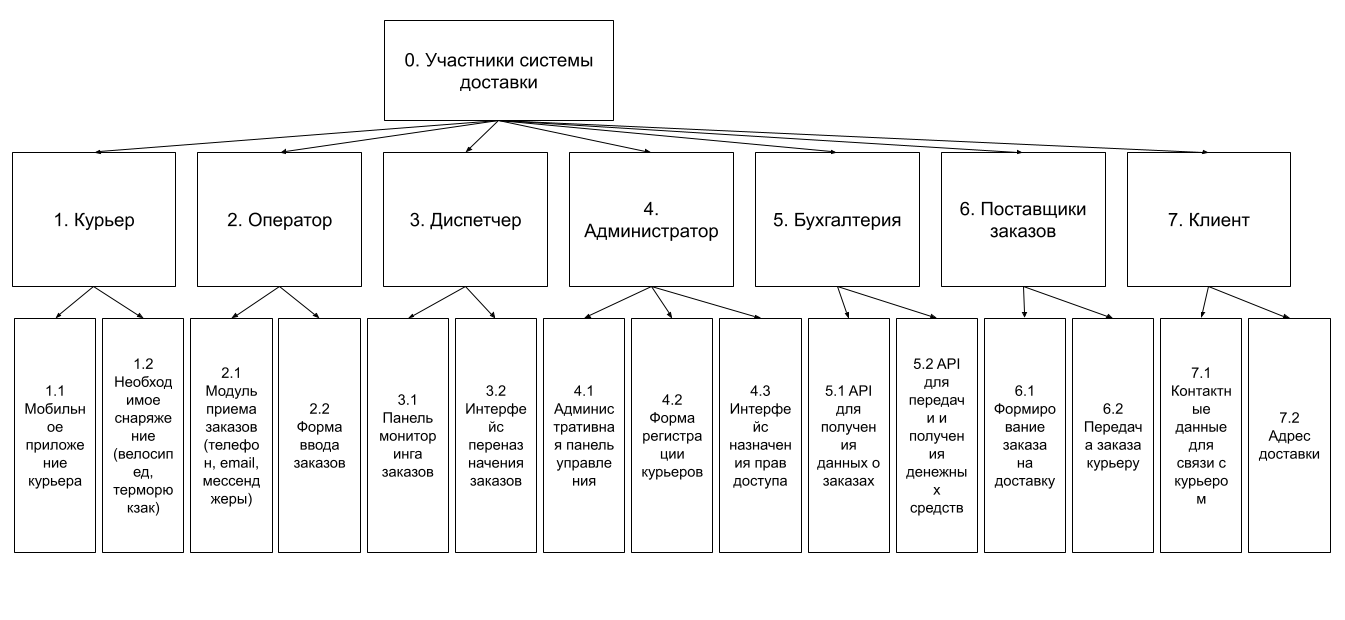 0. Участники системы
доставки
1. Курьер
2. Оператор
3. Диспетчер
4.
Администратор
5. Бухгалтерия
6. Поставщики
заказов
7. Клиент
1.1
Мобильн
ое
приложе
ние
курьера
1.2
Необход
имое
снаряже
ние
(велосип
ед,
терморю
кзак)
2.1
Модуль
приема
заказов
(телефо
н, email,
мессенд
жеры)
2.2
Форма
ввода
заказов
3.1
Панель
монитор
инга
заказов
3.2
Интерфе
йс
переназ
начения
заказов
4.1
Админис
тративна
я панель
управле
ния
4.2
Форма
регистра
ции
курьеров
4.3
Интерфе
йс
назначен
ия прав
доступа
5.1 API
для
получен
ия
данных о
заказах
5.2 API
для
передач
и и
получен
ия
денежны
х
средств
6.1
Формиро
вание
заказа
на
доставку
6.2
Передач
а заказа
курьеру
7.1
Контактн
ые
данные
для
связи с
курьеро
м
7.2
Адрес
доставки